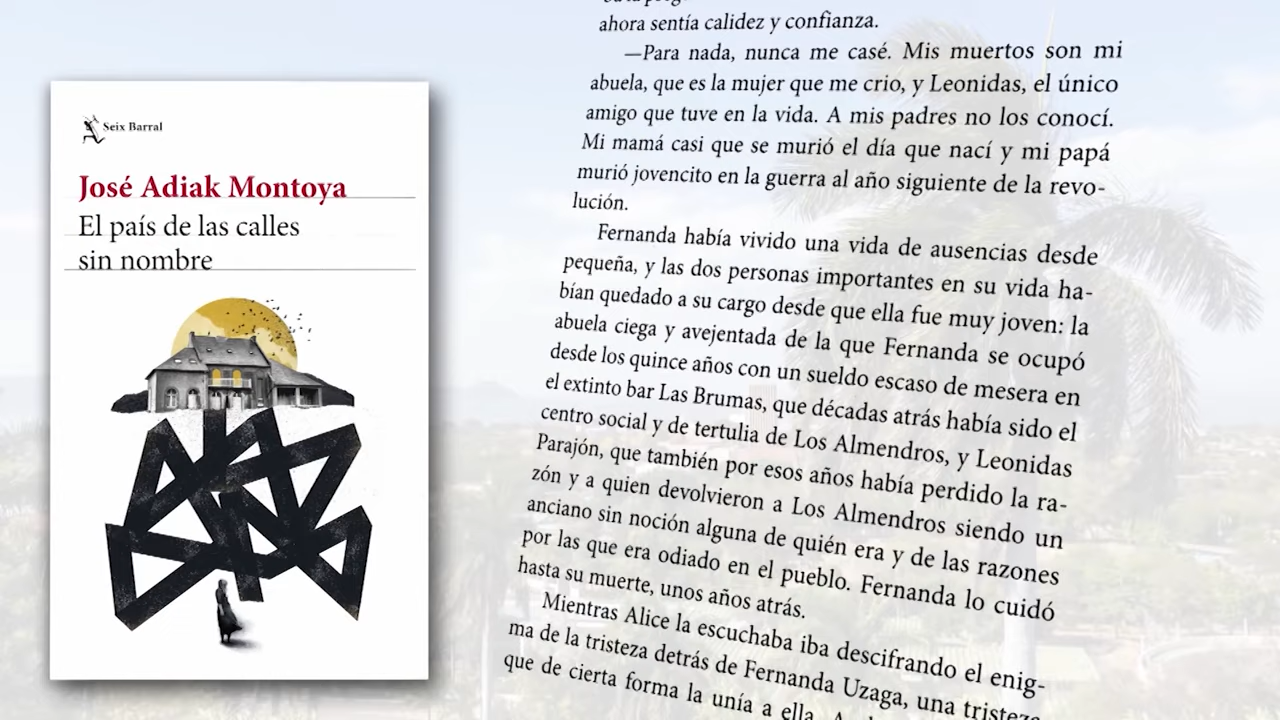 Seix Barral
José Adiak Montoya
El país de las calles
sin nombre
ahora sentía calidez y confianza.
—Para nada, nunca me casé. Mis muertos son mi
abuela, que es la mujer que me crio, y Leonidas, el único
amigo que tuve en la vida. A mis padres no los conocí.
Mi mamá casi que se murió el día que nací y mi papá
murió jovencito en la guerra al año siguiente de la revo-
lución.
Fernanda había vivido una vida de ausencias desde
pequeña, y las dos personas importantes en su vida ha-
bían quedado a su cargo desde que ella fue muy joven: la
abuela ciega y avejentada de la que Fernanda se ocupó
desde los quince años con un sueldo escaso de mesera en
el extinto bar Las Brumas, que décadas atrás había sido el
centro social y de tertulia de Los Almendros, y Leonidas
Parajón, que también por esos años había perdido la ra-
zón y a quien devolvieron a Los Almendros siendo un
anciano sin noción alguna de quién era y de las razones
por las que era odiado en el pueblo. Fernanda lo cuidó
hasta su muerte, unos años atrás.
Mientras Alice la escuchaba iba descifrando el enig-
ma de la tristeza detrás de Fernanda Uzaga, una tristeza
que de cierta forma la unía a ella.